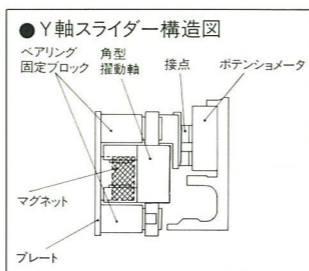 ●Y軸スライダー構造図
ベアリング
固定ブロック
角型
摺動軸
接点
ポテンショメータ
マグネット
プレート